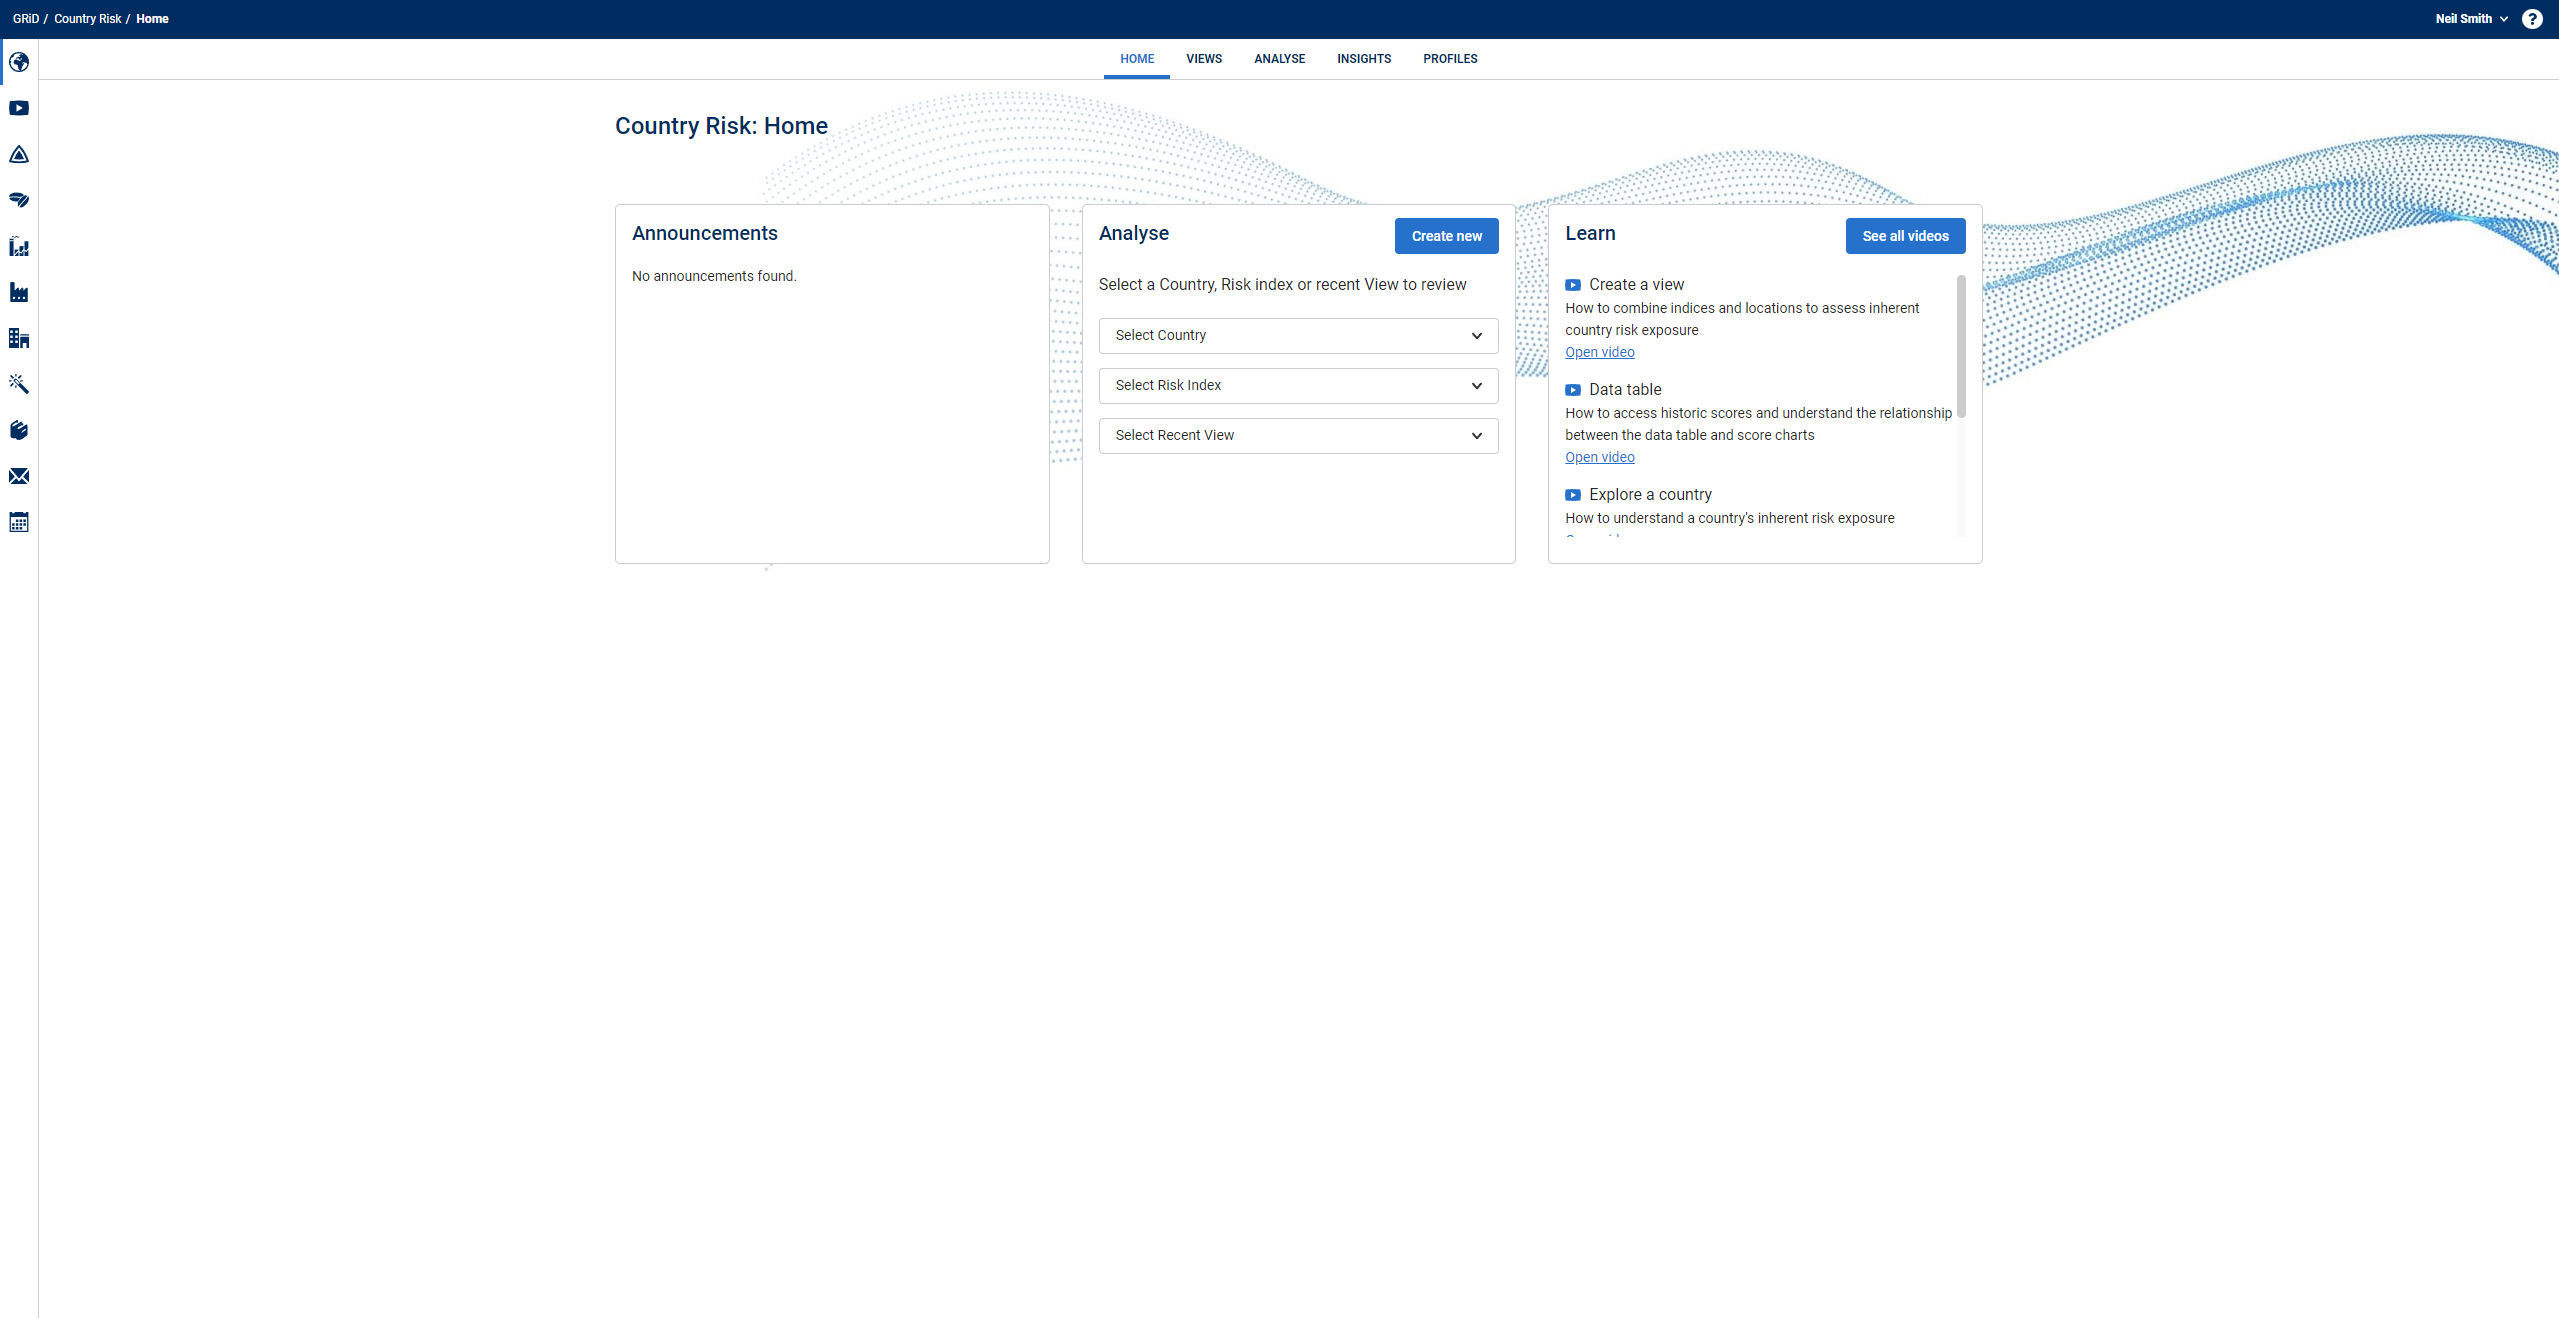 GRiD / Country Risk / Home
Neil Smith
?
HOME VIEWS ANALYSE INSIGHTS PROFILES
Country Risk: Home
Announcements
No announcements found.
Analyse
Create new
Select a Country, Risk index or recent View to review
Select Country
Select Risk Index
Select Recent View
Learn
See all videos
Create a view
How to combine indices and locations to assess inherent
country risk exposure
Open video
Data table
How to access historic scores and understand the relationship
between the data table and score charts
Open video
Explore a country
How to understand a country's inherent risk exposure